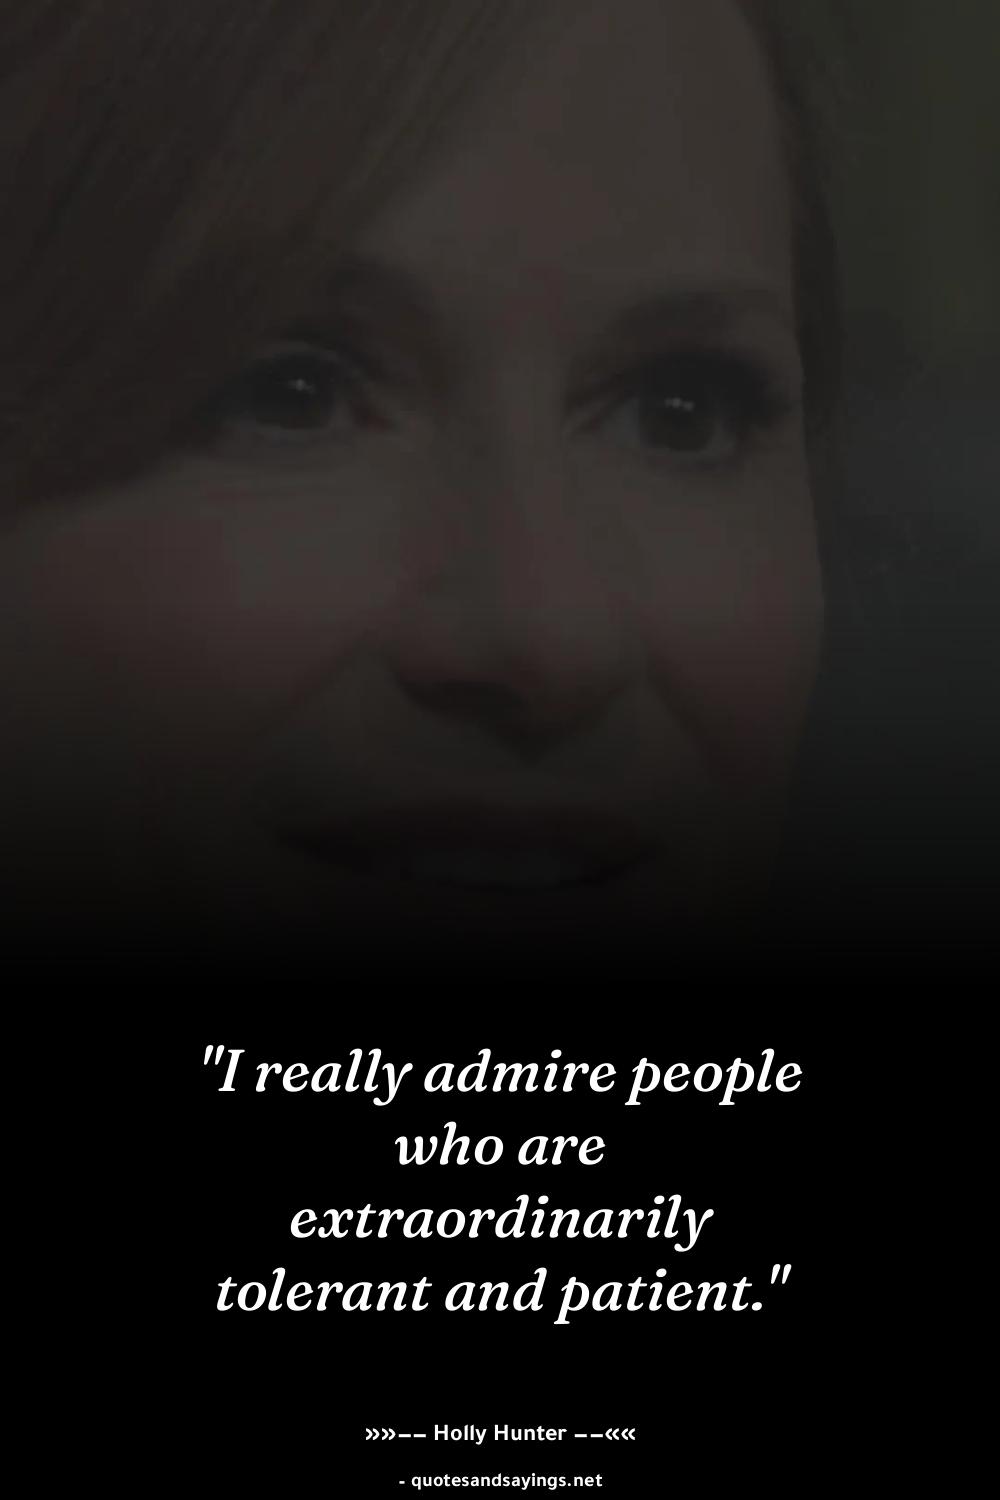 "I really admire people
who are
extraordinarily
tolerant and patient."
»»-- Holly Hunter --««
- quotesandsayings.net